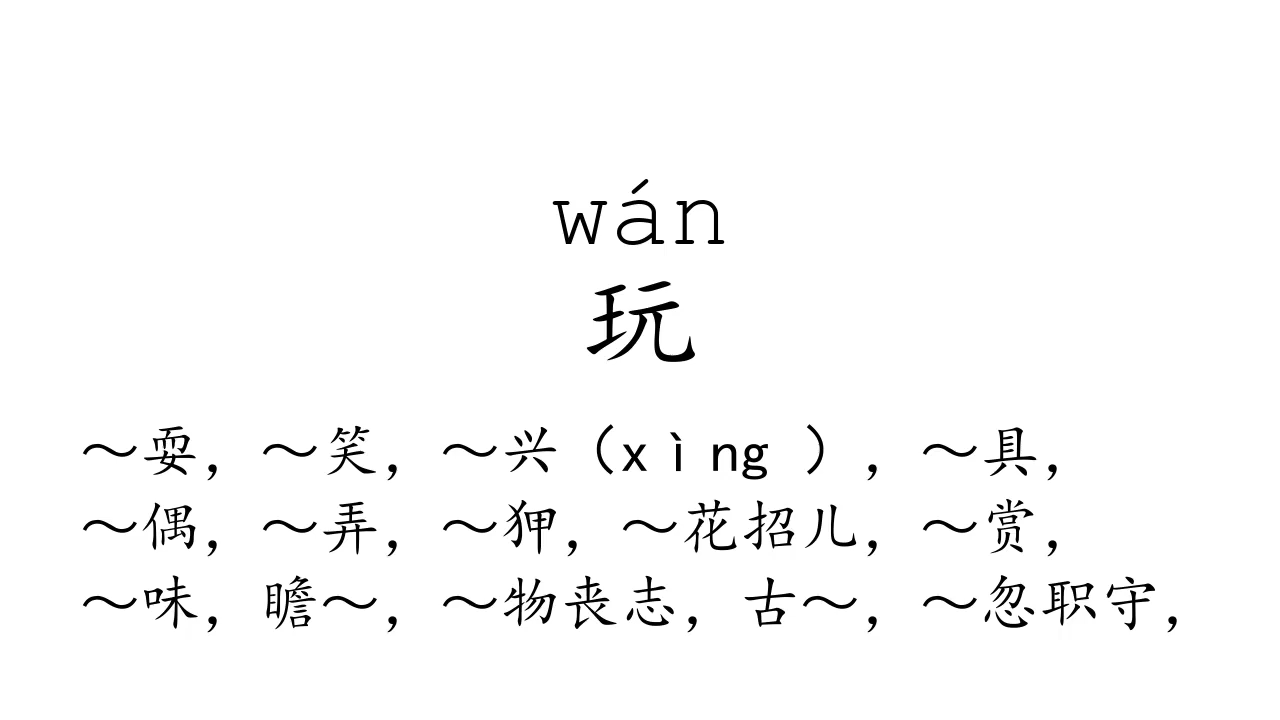 wán
玩
～耍，～笑，～兴（xìng ），～具，
～偶，～弄，～狎，～花招儿，～赏，
～味，瞻～，～物丧志，古～，～忽职守，